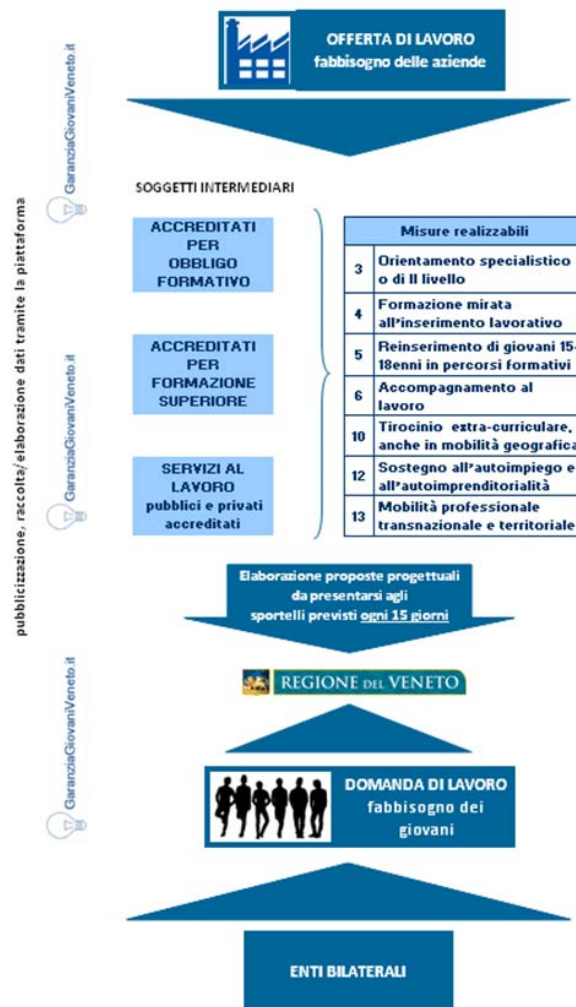 OFFERTA DI LAVORO
fabbisogno delle aziende
SOGGETTI INTERMEDIARI
ACCREDITATI
PER
OBBLIGO
FORMATIVO
ACCREDITATI
PER
FORMAZIONE
SUPERIORE
SERVIZI AL
LAVORO
pubblici e privati
accreditati
Misure realizzabili
3 Orientamento specialistico
o di II livello
4 Formazione mirata
all'inserimento lavorativo
5 Reinserimento di giovani 15-
18enni in percorsi formativi
6 Accompagnamento al
lavoro
10 Tirocinio extra-curriculare,
anche in mobilità geografica
12 Sostegno all'autoimpiego e
all'autoimprenditorialità
13 Mobilità professionale
transnazionale e territoriale
Elaborazione proposte progettuali
da presentarsi agli
sportelli previsti ogni 15 giorni
REGIONE DEL VENETO
DOMANDA DI LAVORO
fabbisogno dei
giovani
ENTI BILATERALI
pubblicizzazione, raccolta/elaborazione dati tramite la piattaforma
GaranziaGiovaniVeneto.it
GaranziaGiovaniVeneto.it
GaranziaGiovaniVeneto.it